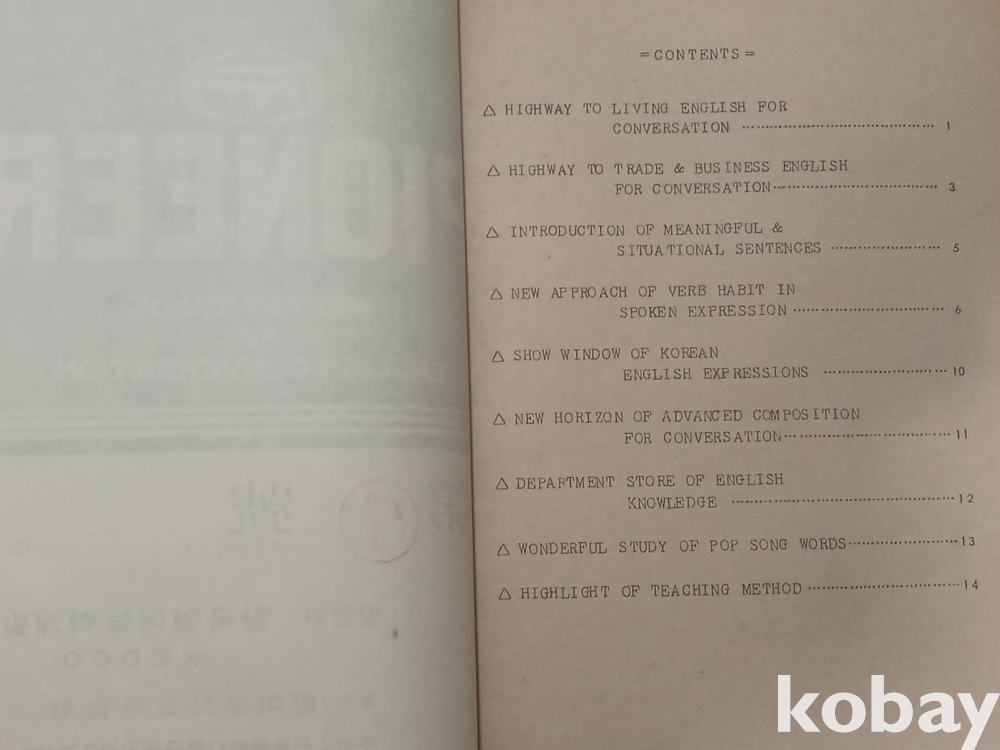 =CONTENTS=
△ HIGHWAY TO LIVING ENGLISH FOR
CONVERSATION ........................ 1
△ HIGHWAY TO TRADE & BUSINESS ENGLISH
FOR CONVERSATION........................ 3
△ INTRODUCTION OF MEANINGFUL &
SITUATIONAL SENTENCES ................ 5
△ NEW APPROACH OF VERB HABIT IN
SPOKEN EXPRESSION ........................ 6
△ SHOW WINDOW OF KOREAN
ENGLISH EXPRESSIONS .................. 10
△ NEW HORIZON OF ADVANCED COMPOSITION
FOR CONVERSATION........................ 11
△ DEPARTMENT STORE OF ENGLISH
KNOWLEDGE ................................ 12
△ WONDERFUL STUDY OF POP SONG WORDS................ 13
△ HIGHLIGHT OF TEACHING METHOD ........................ 14
PIONEER
號
(KEDCO)
kobay